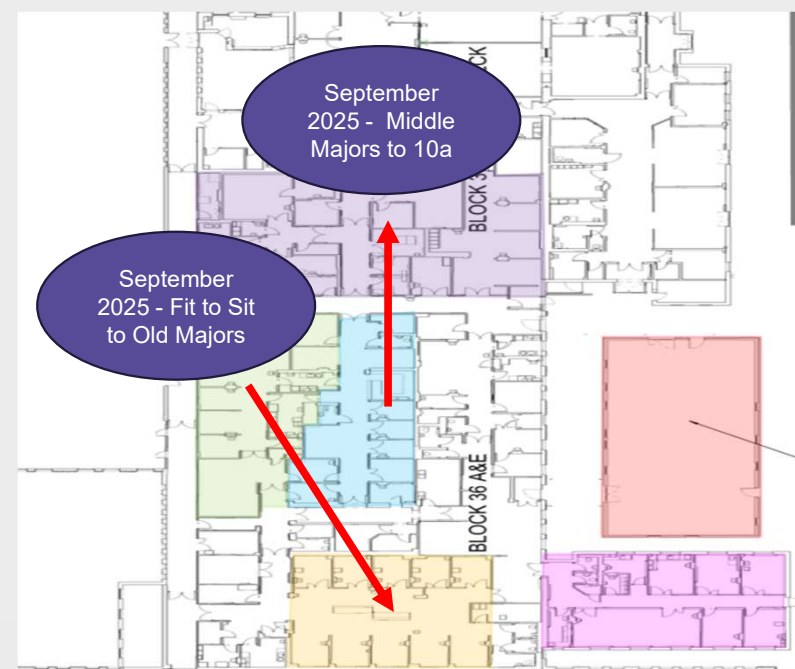 September
2025 - Middle
Majors to 10a
September
2025 - Fit to Sit
to Old Majors
BLOCK 36 A&E